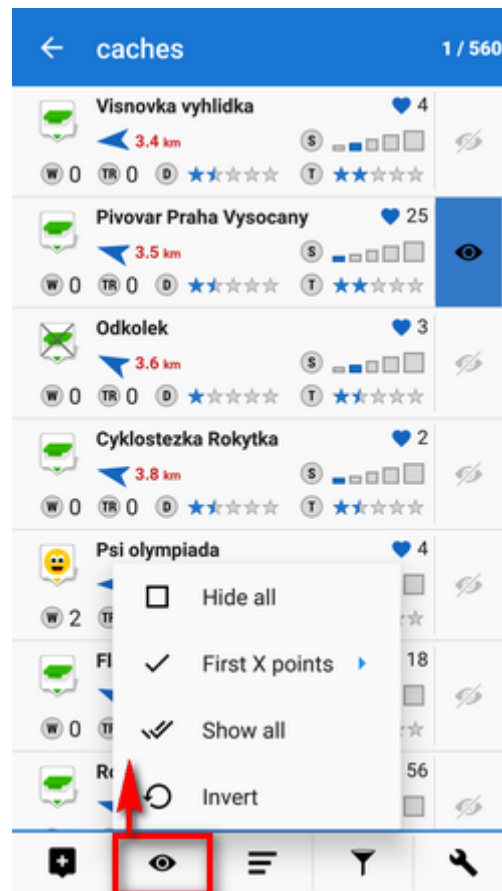 caches 1 / 560
Visnovka vyhlidka 4
3.4 km S
W 0 TR 0 D T
Pivovar Praha Vysocany 25
3.5 km S
W 0 TR 0 D T
Odkolek 3
3.6 km S
W 0 TR 0 D T
Cyklostezka Rokytka 2
3.8 km S
W 0 TR 0 D T
Psi olympiada 4
W 2
Hide all
First X points
18
W 0
Show all
56
Invert